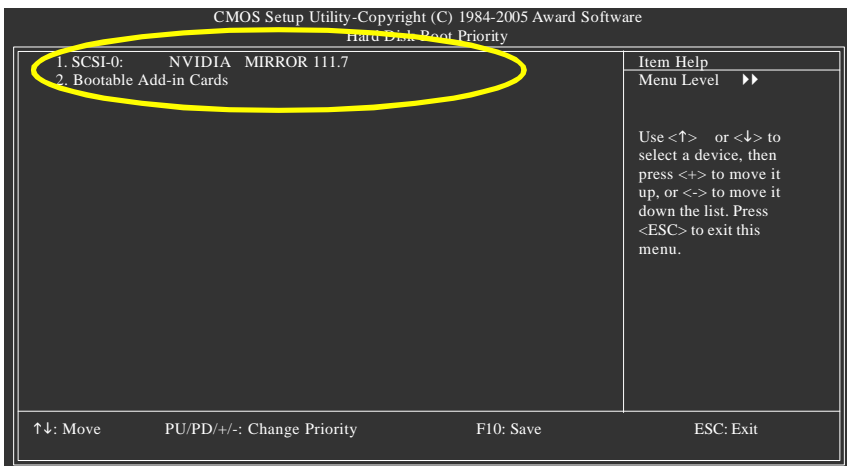 CMOS Setup Utility-Copyright (C) 1984-2005 Award Software
Hard Disk Boot Priority
1. SCSI-0: NVIDIA MIRROR 111.7
2. Bootable Add-in Cards
Item Help
Menu Level ▸▸
Use <↑> or <↓> to
select a device, then
press <+> to move it
up, or <-> to move it
down the list. Press
<ESC> to exit this
menu.
↑↓: Move PU/PD/+/-: Change Priority F10: Save ESC: Exit